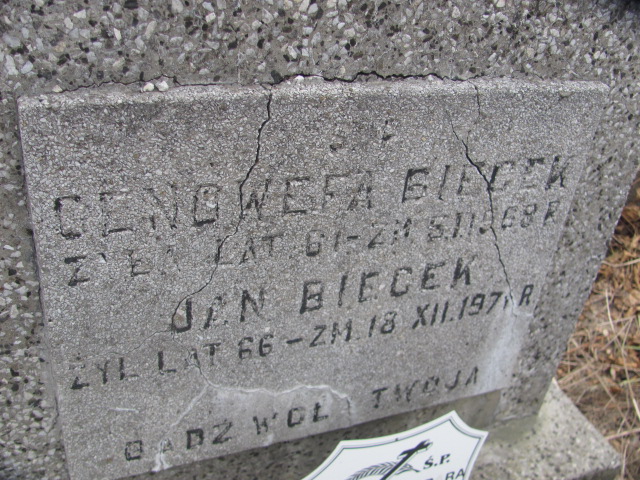 Ś P
GENOWEFA BIECEK
ŻYŁA LAT 61-ZM 5.II.1968 R
JAN BIECEK
ŻYŁ LAT 66-ZM.18 XII.197 R
BĄDŹ WOLA TWOJA
Ś.P.